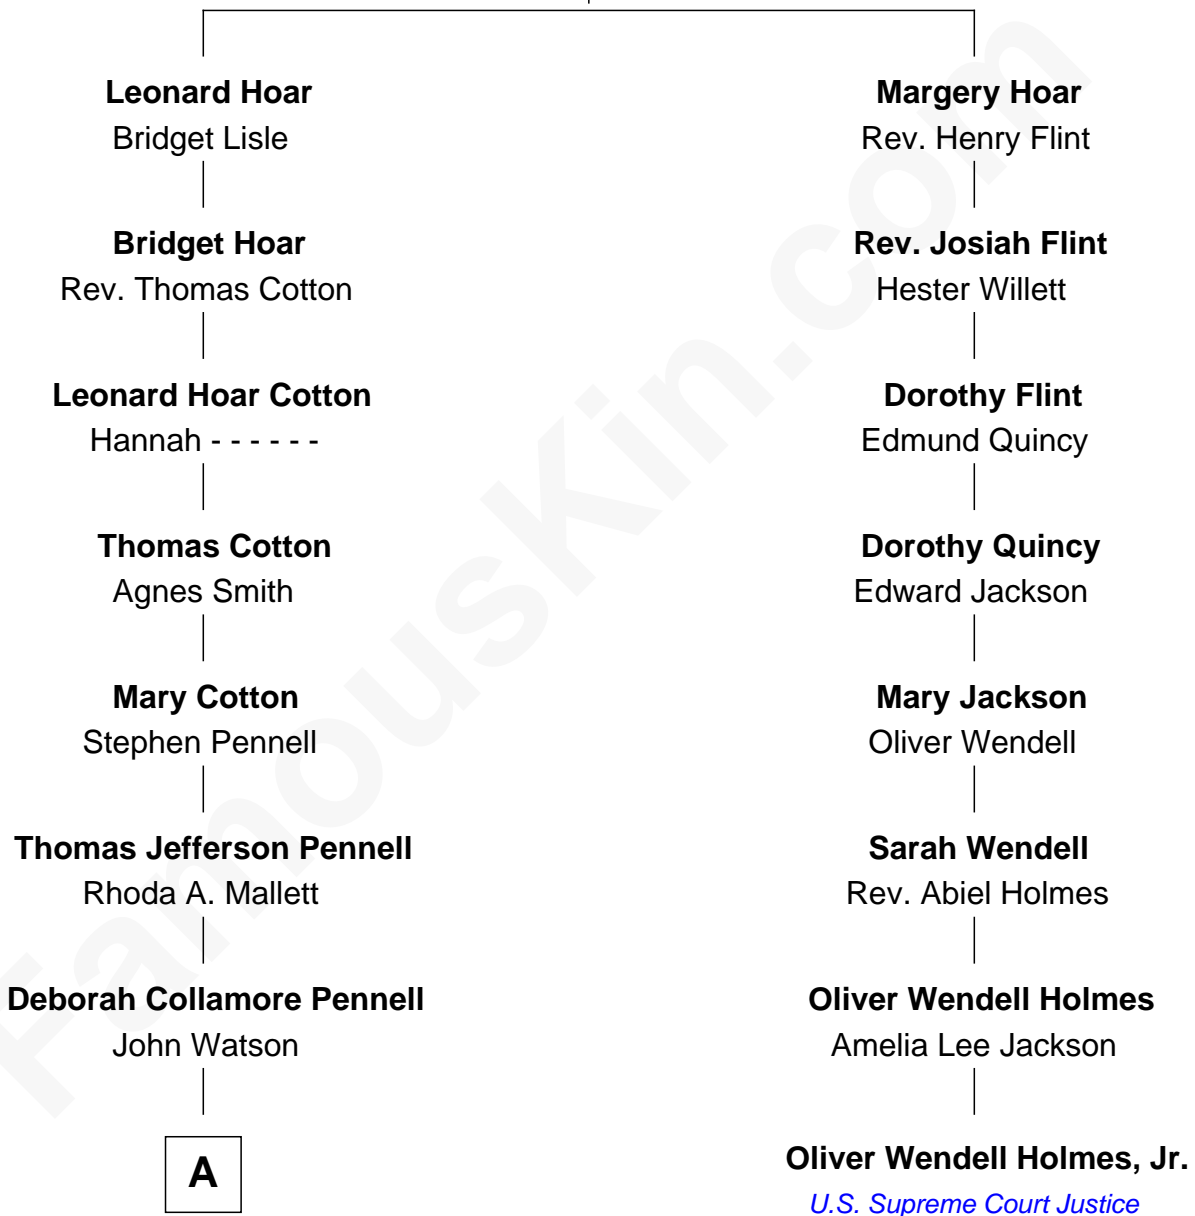 Leonard Hoar
Bridget Lisle
Bridget Hoar
Rev. Thomas Cotton
Leonard Hoar Cotton
Hannah - - - - - -
Thomas Cotton
Agnes Smith
Mary Cotton
Stephen Pennell
Thomas Jefferson Pennell
Rhoda A. Mallett
Deborah Collamore Pennell
John Watson
A
Margery Hoar
Rev. Henry Flint
Rev. Josiah Flint
Hester Willett
Dorothy Flint
Edmund Quincy
Dorothy Quincy
Edward Jackson
Mary Jackson
Oliver Wendell
Sarah Wendell
Rev. Abiel Holmes
Oliver Wendell Holmes
Amelia Lee Jackson
Oliver Wendell Holmes, Jr.
U.S. Supreme Court Justice
FamousKin.com